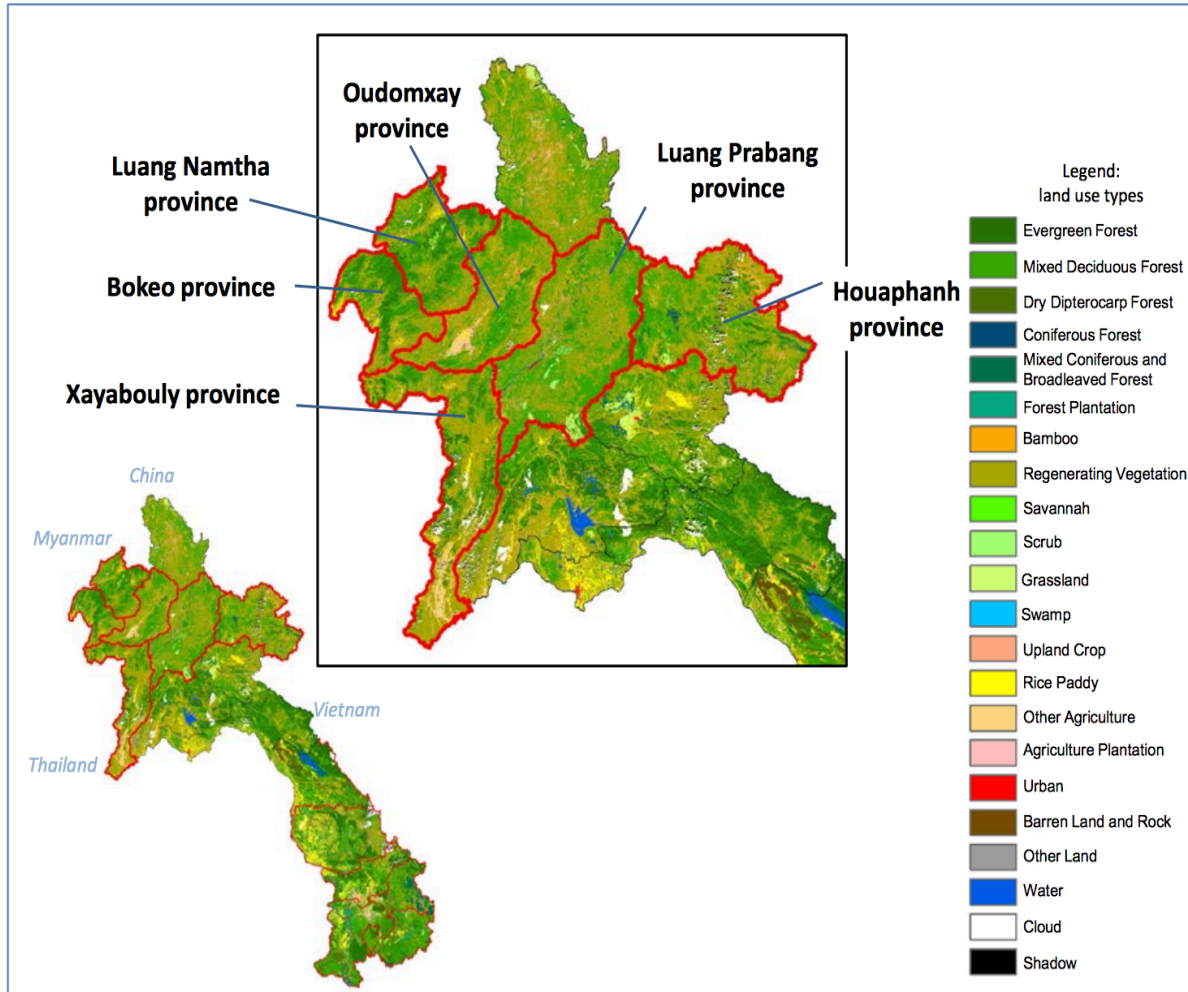 Oudomxay
province
Luang Namtha
province
Luang Prabang
province
Bokeo province
Houaphanh
province
Xayabouly province
China
Myanmar
Vietnam
Thailand
Legend:
land use types
Evergreen Forest
Mixed Deciduous Forest
Dry Dipterocarp Forest
Coniferous Forest
Mixed Coniferous and
Broadleaved Forest
Forest Plantation
Bamboo
Regenerating Vegetation
Savannah
Scrub
Grassland
Swamp
Upland Crop
Rice Paddy
Other Agriculture
Agriculture Plantation
Urban
Barren Land and Rock
Other Land
Water
Cloud
Shadow